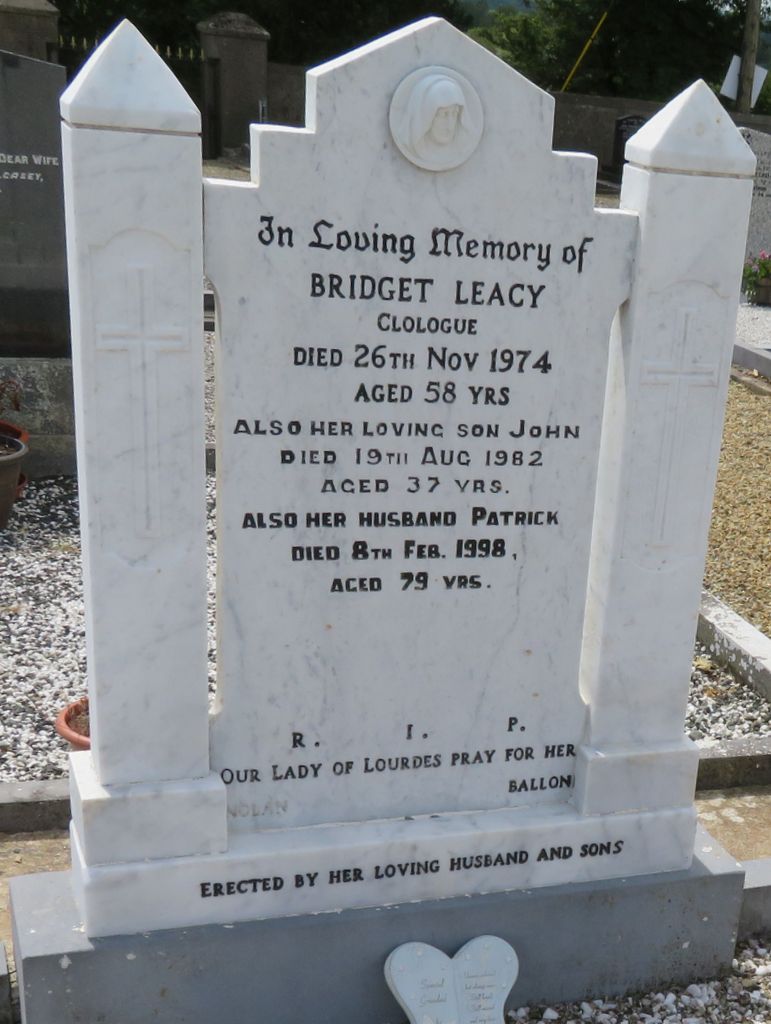 DEAR WIFE
CASEY,
In Loving Memory of
BRIDGET LEACY
CLOLOGUE
DIED 26TH NOV 1974
AGED 58 YRS
ALSO HER LOVING SON JOHN
DIED 19TH AUG 1982
AGED 37 YRS.
ALSO HER HUSBAND PATRICK
DIED 8TH FEB. 1998,
AGED 79 YRS.
R. I. P.
OUR LADY OF LOURDES PRAY FOR HER
NOLAN BALLON
ERECTED BY HER LOVING HUSBAND AND SONS
Special